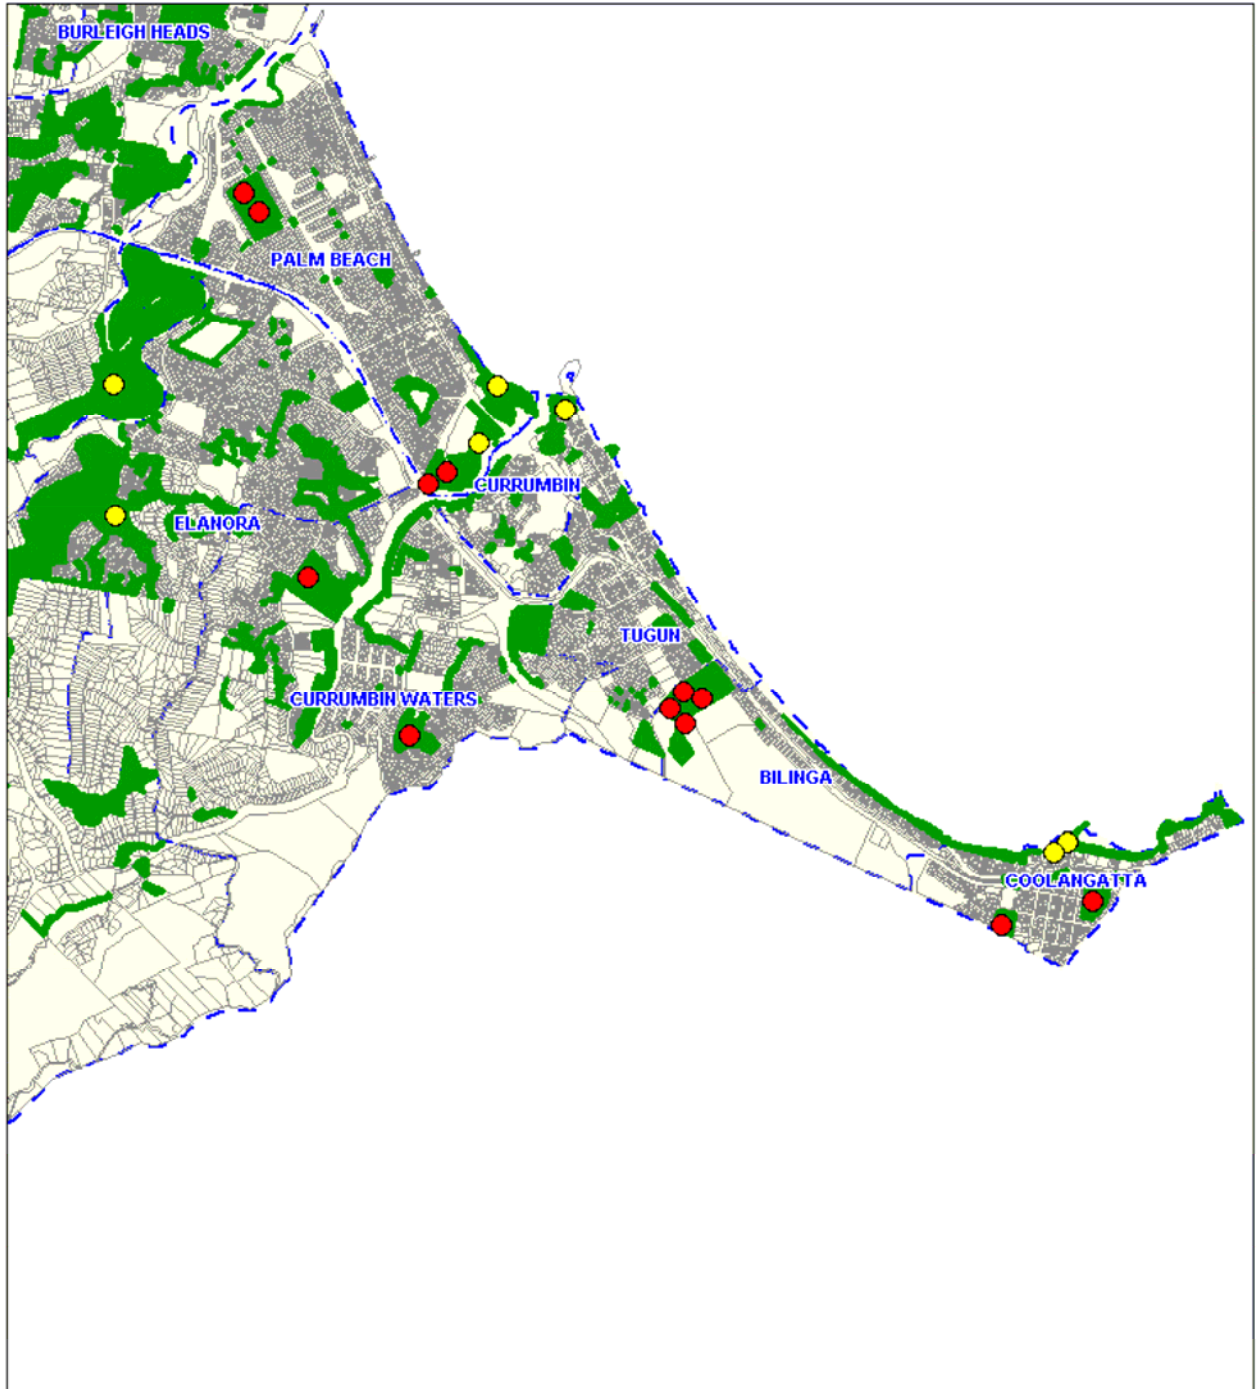 BURLEIGH HEADS
PALM BEACH
CURRUMBIN
ELANORA
TUGUN
CURRUMBIN WATERS
BILINGA
COOLANGATTA